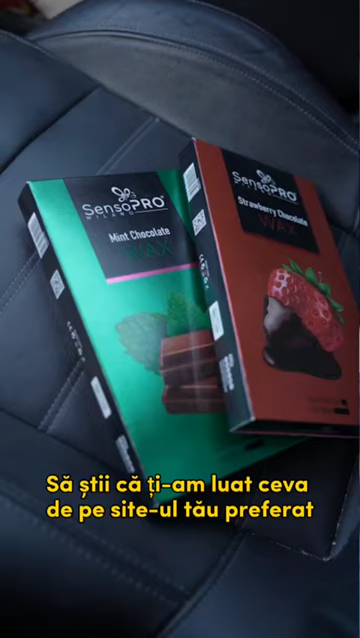 SensoPRO
MILANO
Mint Chocolate
WAX
SensoPRO
MILANO
Strawberry Chocolate
WAX
Să știi că ți-am luat ceva
de pe site-ul tău preferat